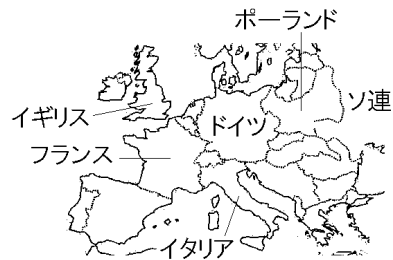 ポーランド
ソ連
イギリス
ドイツ
フランス
イタリア